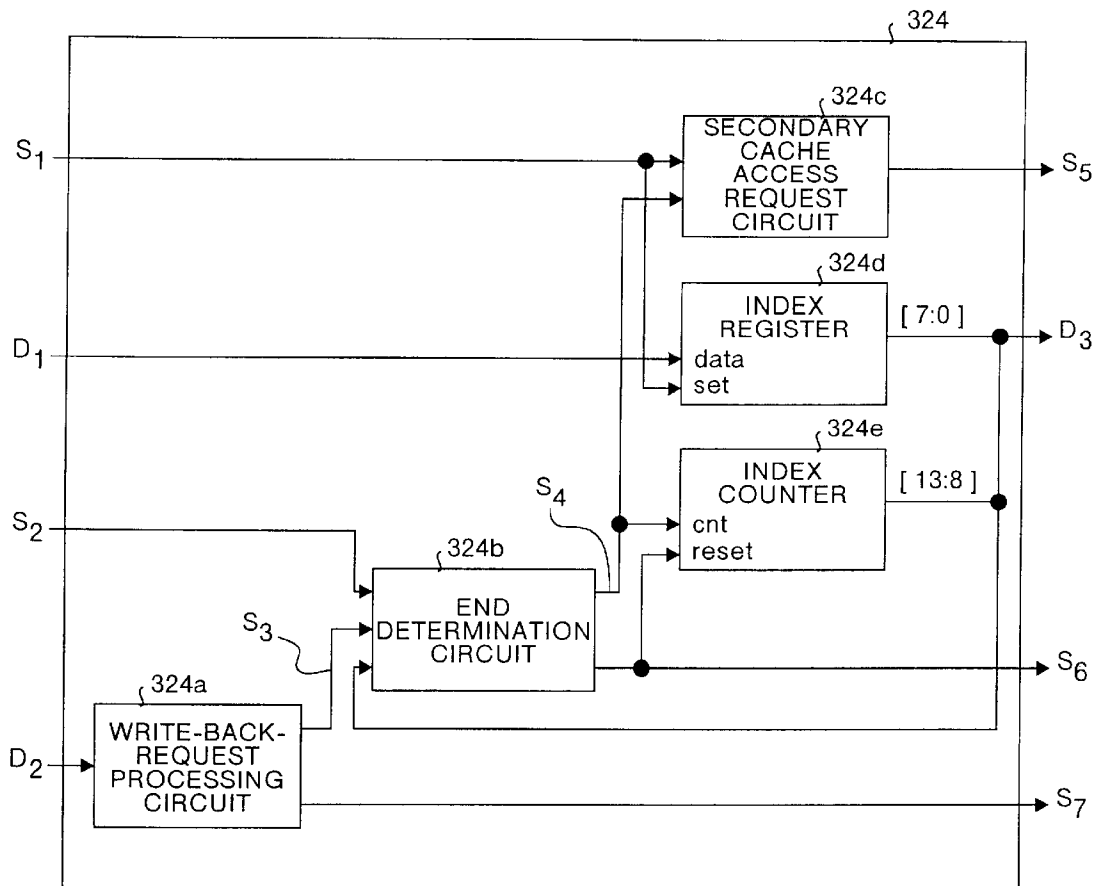 324
324c
SECONDARY
CACHE
ACCESS
REQUEST
CIRCUIT
S1
S5
324d
INDEX
REGISTER
[ 7:0 ]
D3
D1
data
set
324e
INDEX
COUNTER
[ 13:8 ]
S4
S2
cnt
reset
324b
END
DETERMINATION
CIRCUIT
S3
S6
324a
WRITE-BACK-
REQUEST
PROCESSING
CIRCUIT
D2
S7